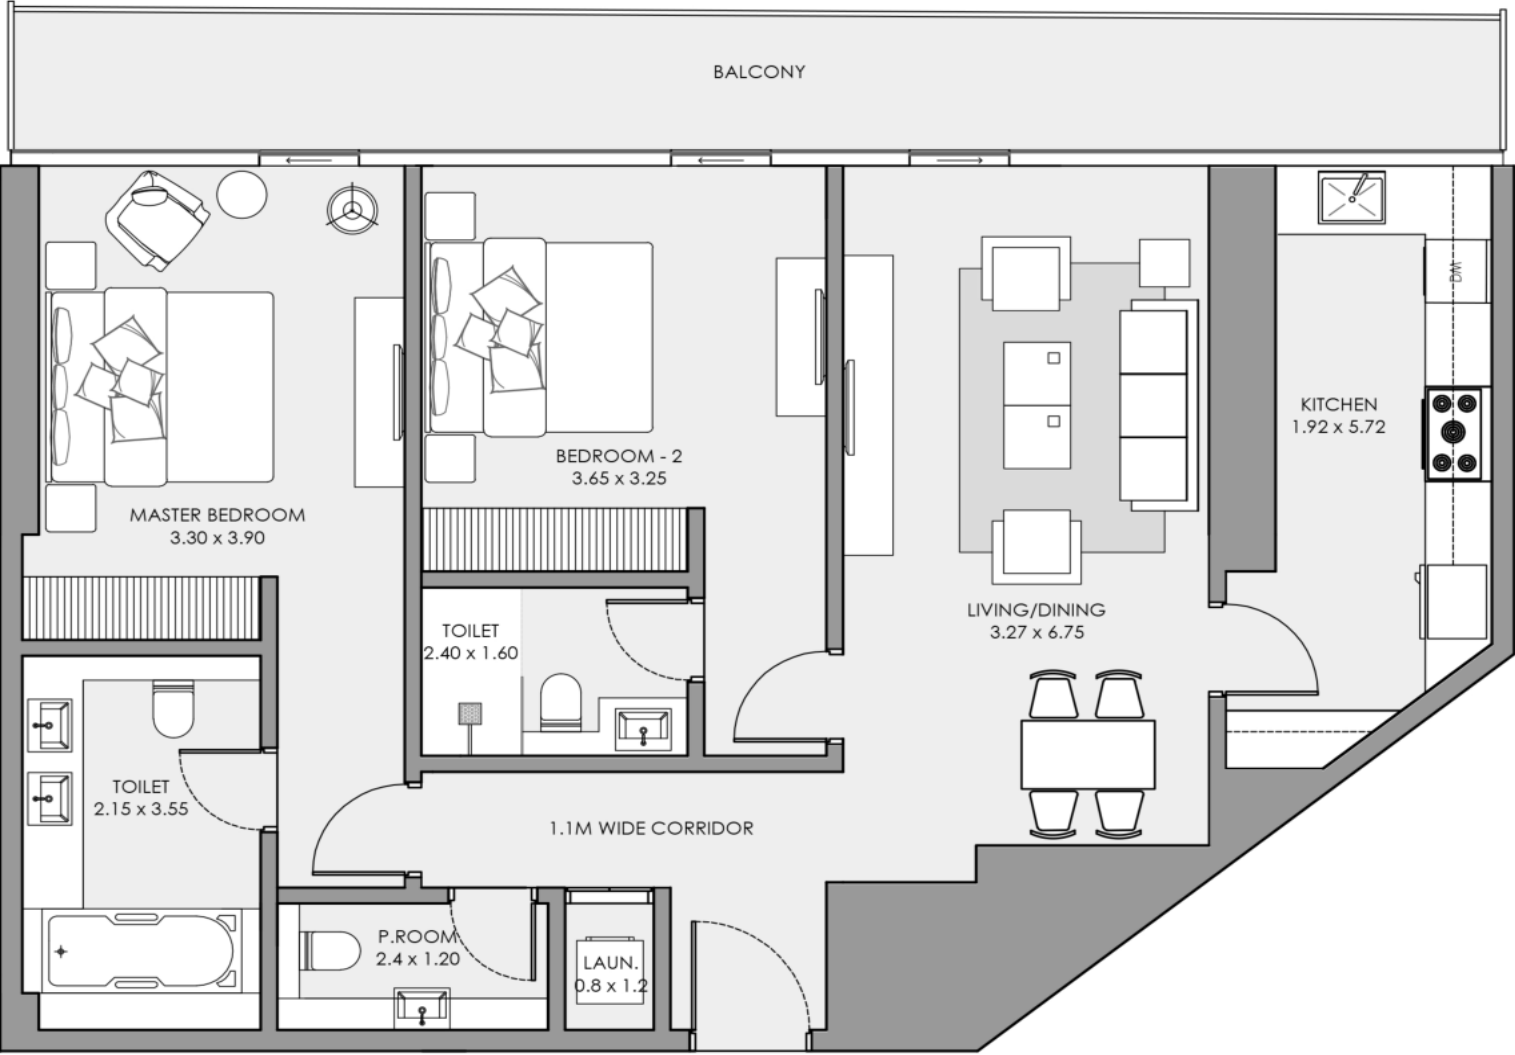 BALCONY
KITCHEN
1.92 x 5.72
BEDROOM - 2
3.65 x 3.25
MASTER BEDROOM
3.30 x 3.90
LIVING/DINING
3.27 x 6.75
TOILET
2.40 x 1.60
TOILET
2.15 x 3.55
1.1M WIDE CORRIDOR
P.ROOM
2.4 x 1.20
LAUN.
0.8 x 1.2
DW